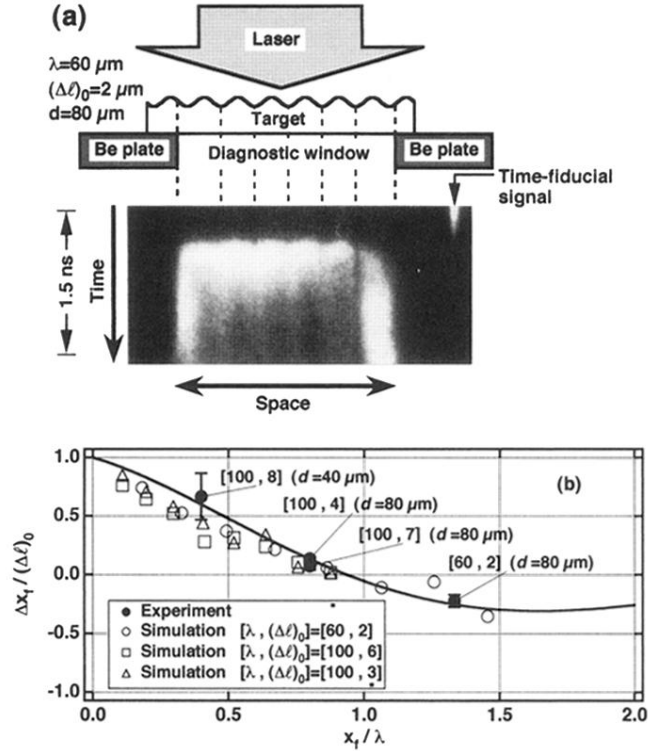 (a)
Laser
λ=60 μm
(Δℓ)₀=2 μm
d=80 μm
Target
Be plate
Diagnostic window
Be plate
Time-fiducial
signal
1.5 ns
Time
Space
(b)
[100 , 8] (d=40 μm)
[100 , 4] (d=80 μm)
[100 , 7] (d=80 μm)
[60 , 2] (d=80 μm)
Δx_f / (Δℓ)₀
1.0
0.5
0.0
-0.5
-1.0
Experiment
Simulation [λ , (Δℓ)₀]=[60 , 2]
Simulation [λ , (Δℓ)₀]=[100 , 6]
Simulation [λ , (Δℓ)₀]=[100 , 3]
0.0 0.5 1.0 1.5 2.0
x_f / λ